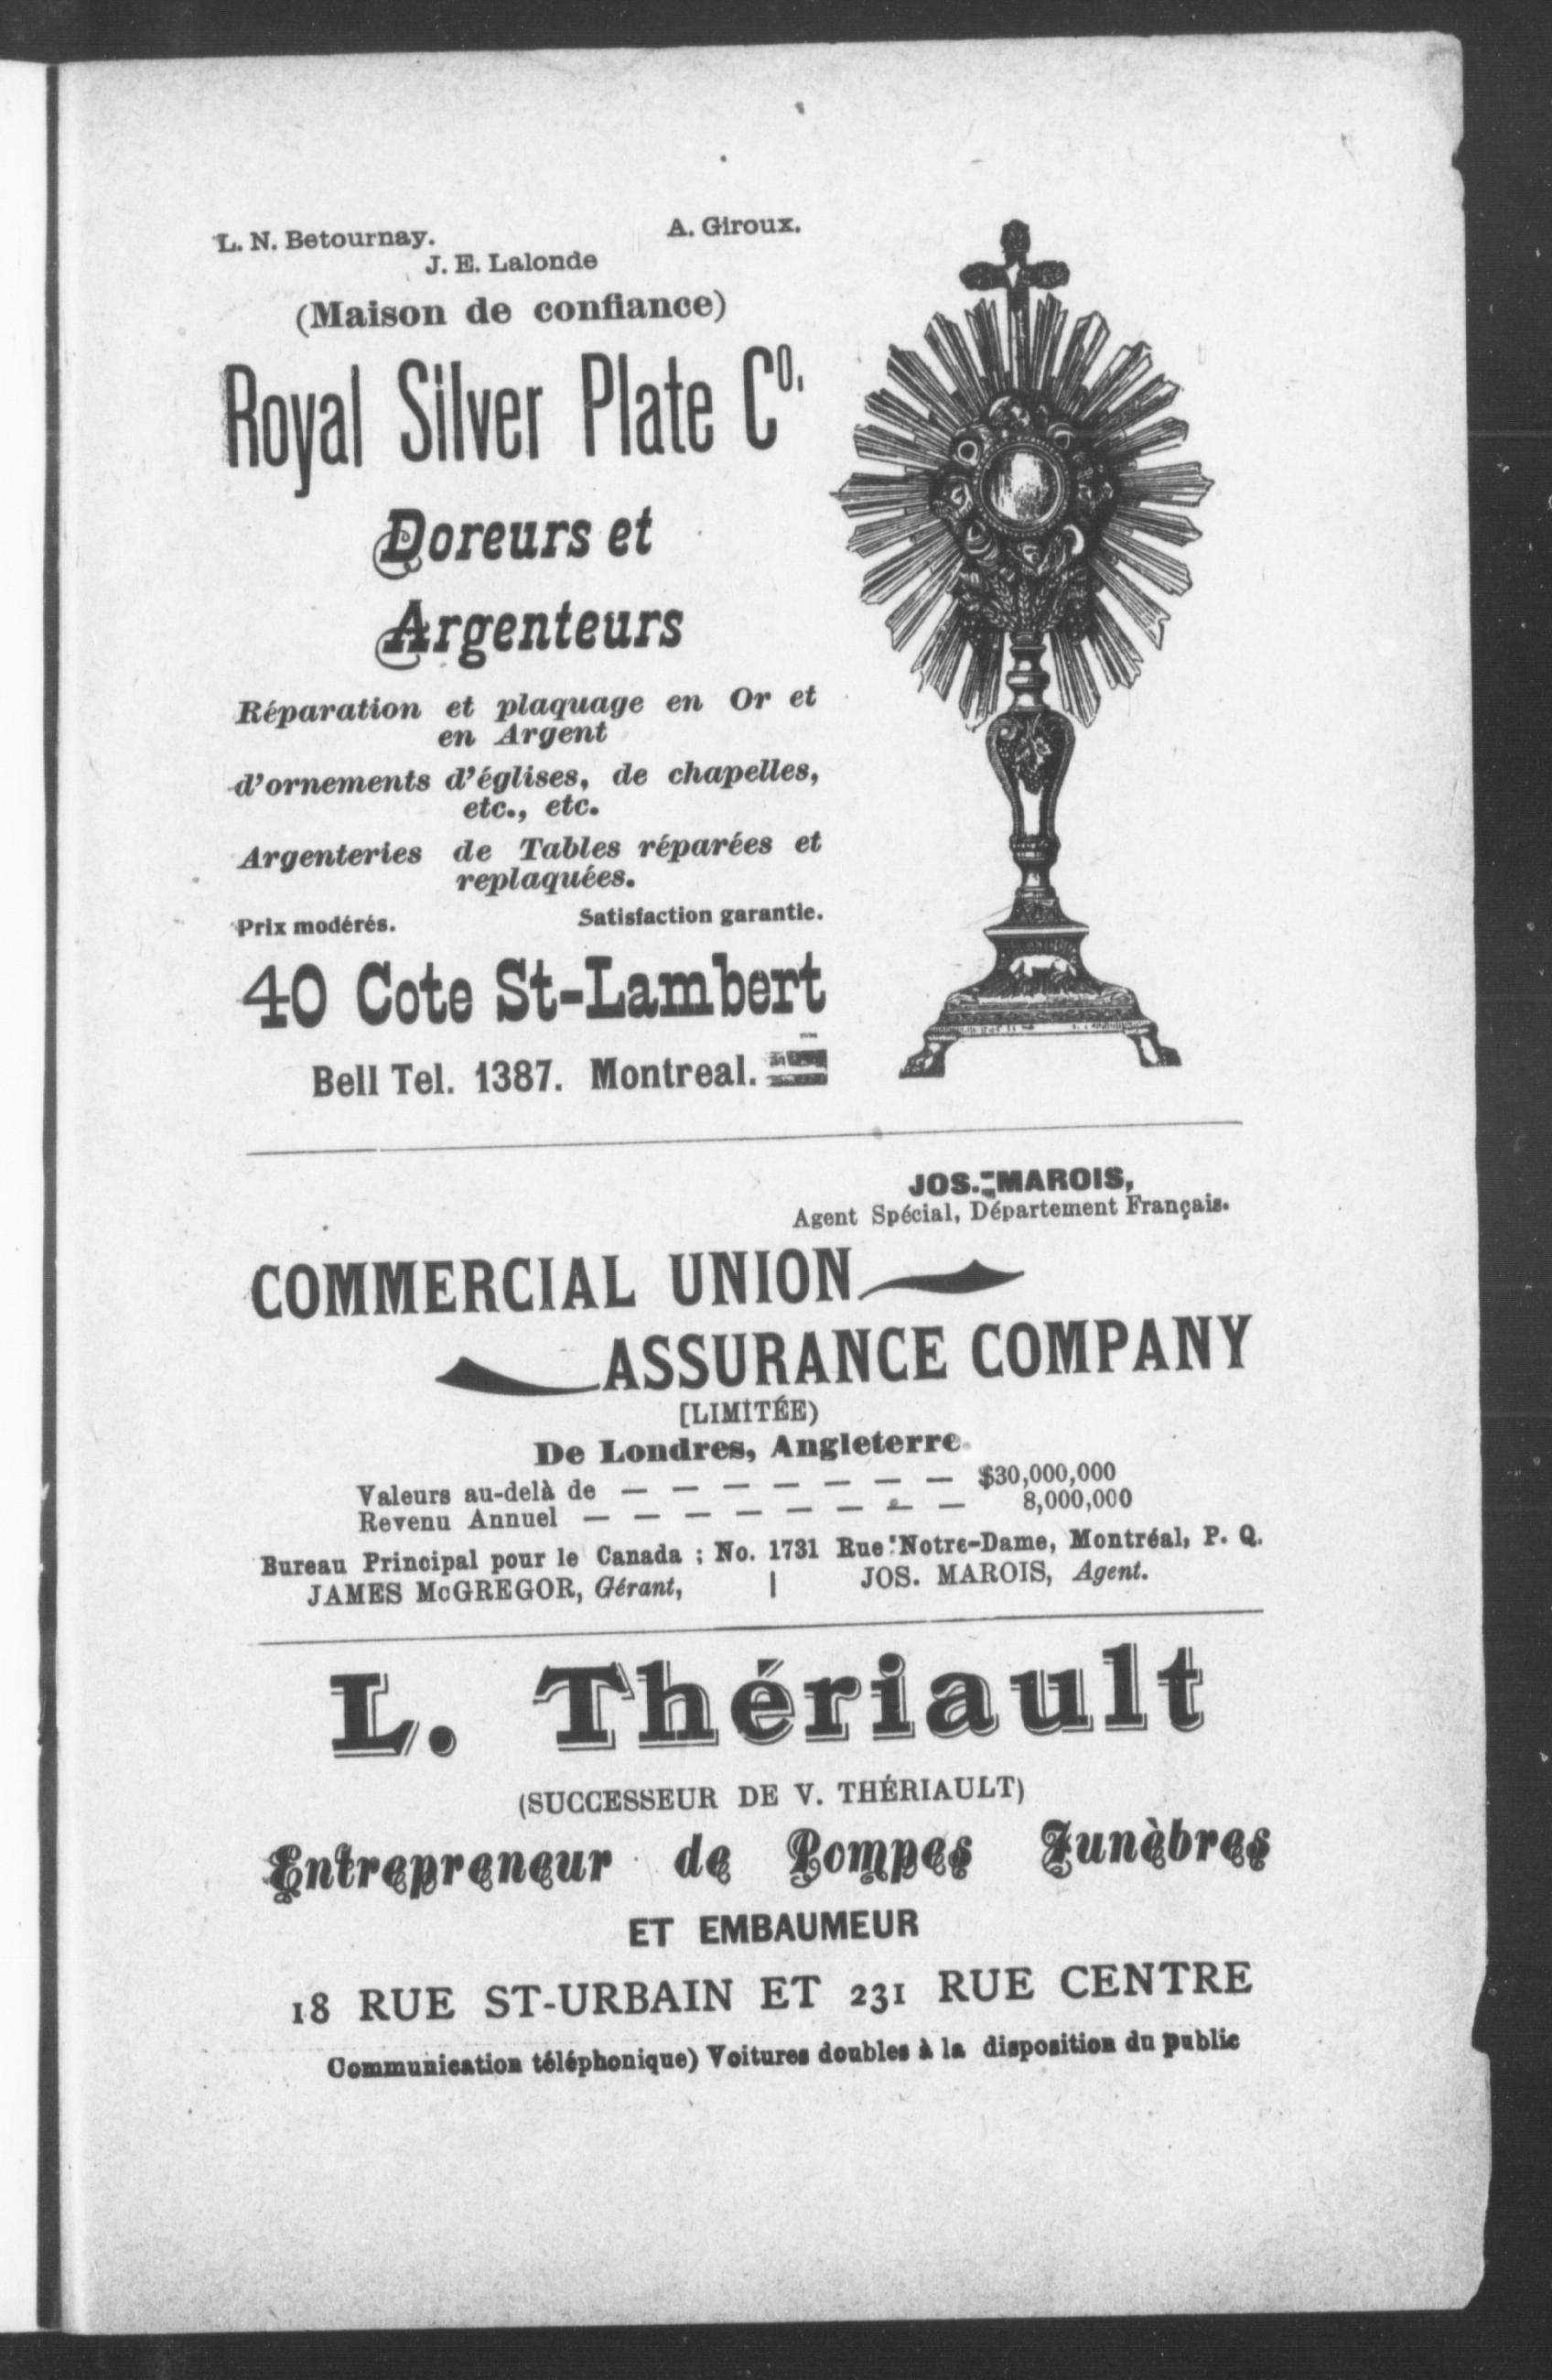 L. N. Betournay. A. Giroux.
J. E. Lalonde
(Maison de confiance)
Royal Silver Plate Co.
Doreurs et
Argenteurs
Réparation et plaquage en Or et
en Argent
d'ornements d'églises, de chapelles,
etc., etc.
Argenteries de Tables réparées et
replaquées.
Prix modérés. Satisfaction garantie.
40 Cote St-Lambert
Bell Tel. 1387. Montreal.
JOS. MAROIS,
Agent Spécial, Département Français.
COMMERCIAL UNION
ASSURANCE COMPANY
[LIMITÉE)
De Londres, Angleterre.
Valeurs au-delà de — — — — — — — $30,000,000
Revenu Annuel — — — — — — — — 8,000,000
Bureau Principal pour le Canada ; No. 1731 Rue Notre-Dame, Montréal, P. Q.
JAMES McGREGOR, Gérant, | JOS. MAROIS, Agent.
L. Thériault
(SUCCESSEUR DE V. THÉRIAULT)
Entrepreneur de Pompes Funèbres
ET EMBAUMEUR
18 RUE ST-URBAIN ET 231 RUE CENTRE
Communication téléphonique) Voitures doubles à la disposition du public